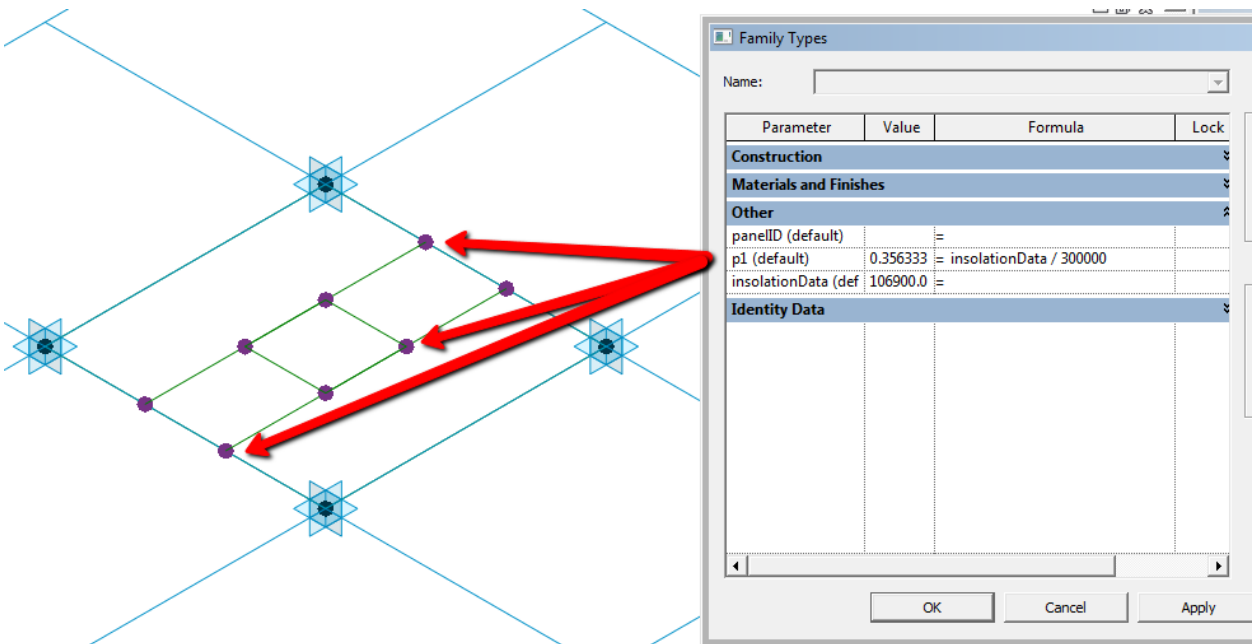 Family Types
Name:
Parameter Value Formula Lock
Construction
Materials and Finishes
Other
panelID (default) =
p1 (default) 0.356333 = insolationData / 300000
insolationData (def 106900.0 =
Identity Data
OK Cancel Apply